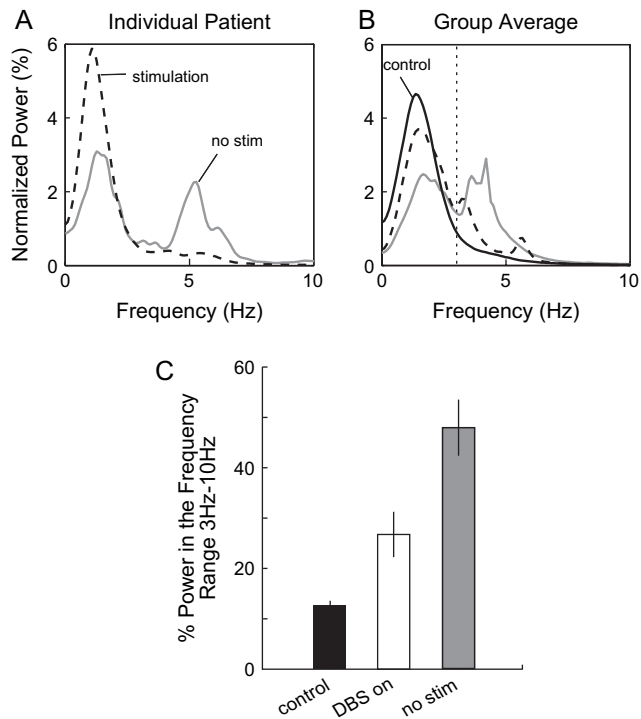 A
Individual Patient
B
Group Average
Normalized Power (%)
6
4
2
0
stimulation
no stim
0
5
10
Frequency (Hz)
6
4
2
0
control
0
5
10
Frequency (Hz)
C
% Power in the Frequency
Range 3Hz-10Hz
60
40
20
0
control
DBS on
no stim